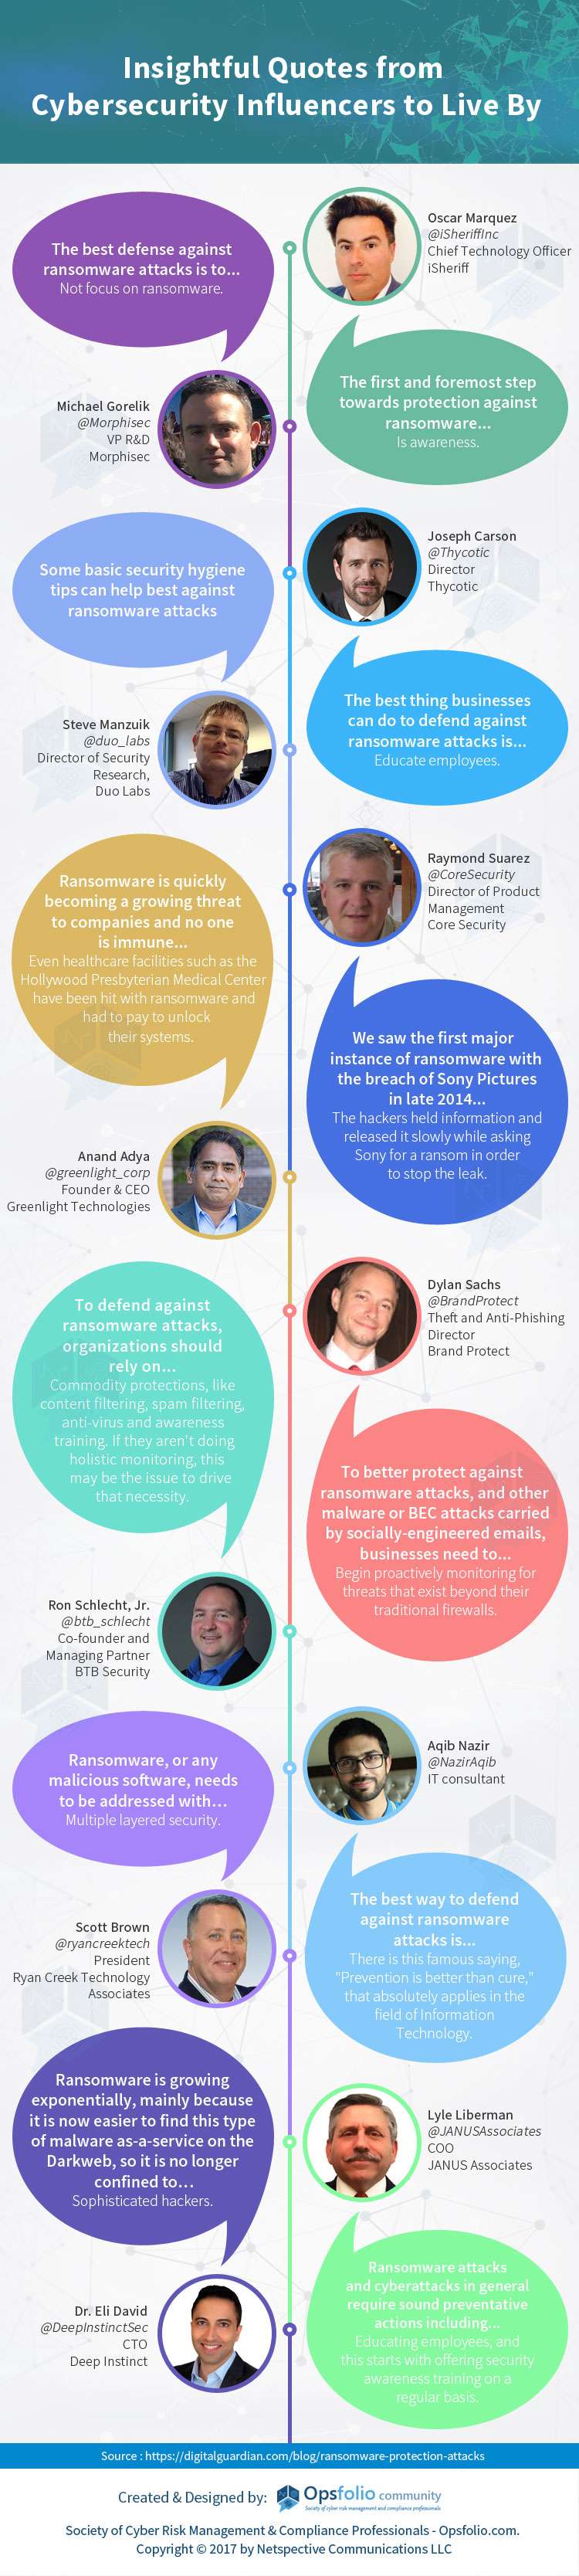 Insightful Quotes from
Cybersecurity Influencers to Live By
The best defense against
ransomware attacks is to...
Not focus on ransomware.
Oscar Marquez
@iSheriffInc
Chief Technology Officer
iSheriff
Michael Gorelik
@Morphisec
VP R&D
Morphisec
The first and foremost step
towards protection against
ransomware...
Is awareness.
Some basic security hygiene
tips can help best against
ransomware attacks
Joseph Carson
@Thycotic
Director
Thycotic
Steve Manzuik
@duo_labs
Director of Security
Research,
Duo Labs
The best thing businesses
can do to defend against
ransomware attacks is...
Educate employees.
Ransomware is quickly
becoming a growing threat
to companies and no one
is immune...
Even healthcare facilities such as the
Hollywood Presbyterian Medical Center
have been hit with ransomware and
had to pay to unlock
their systems.
Raymond Suarez
@CoreSecurity
Director of Product
Management
Core Security
Anand Adya
@greenlight_corp
Founder & CEO
Greenlight Technologies
We saw the first major
instance of ransomware with
the breach of Sony Pictures
in late 2014...
The hackers held information and
released it slowly while asking
Sony for a ransom in order
to stop the leak.
To defend against
ransomware attacks,
organizations should
rely on...
Commodity protections, like
content filtering, spam filtering,
anti-virus and awareness
training. If they aren't doing
holistic monitoring, this
may be the issue to drive
that necessity.
Dylan Sachs
@BrandProtect
Theft and Anti-Phishing
Director
Brand Protect
Ron Schlecht, Jr.
@btb_schlecht
Co-founder and
Managing Partner
BTB Security
To better protect against
ransomware attacks, and other
malware or BEC attacks carried
by socially-engineered emails,
businesses need to...
Begin proactively monitoring for
threats that exist beyond their
traditional firewalls.
Ransomware, or any
malicious software, needs
to be addressed with...
Multiple layered security.
Aqib Nazir
@NazirAqib
IT consultant
Scott Brown
@ryancreektech
President
Ryan Creek Technology
Associates
The best way to defend
against ransomware
attacks is...
There is this famous saying,
"Prevention is better than cure,"
that absolutely applies in the
field of Information
Technology.
Ransomware is growing
exponentially, mainly because
it is now easier to find this type
of malware as-a-service on the
Darkweb, so it is no longer
confined to...
Sophisticated hackers.
Lyle Liberman
@JANUSAssociates
COO
JANUS Associates
Dr. Eli David
@DeepInstinctSec
CTO
Deep Instinct
Ransomware attacks
and cyberattacks in general
require sound preventative
actions including...
Educating employees, and
this starts with offering security
awareness training on a
regular basis.
Source : https://digitalguardian.com/blog/ransomware-protection-attacks
Created & Designed by: Opsfolio community
Society of cyber risk management and compliance professionals
Society of Cyber Risk Management & Compliance Professionals - Opsfolio.com.
Copyright © 2017 by Netspective Communications LLC